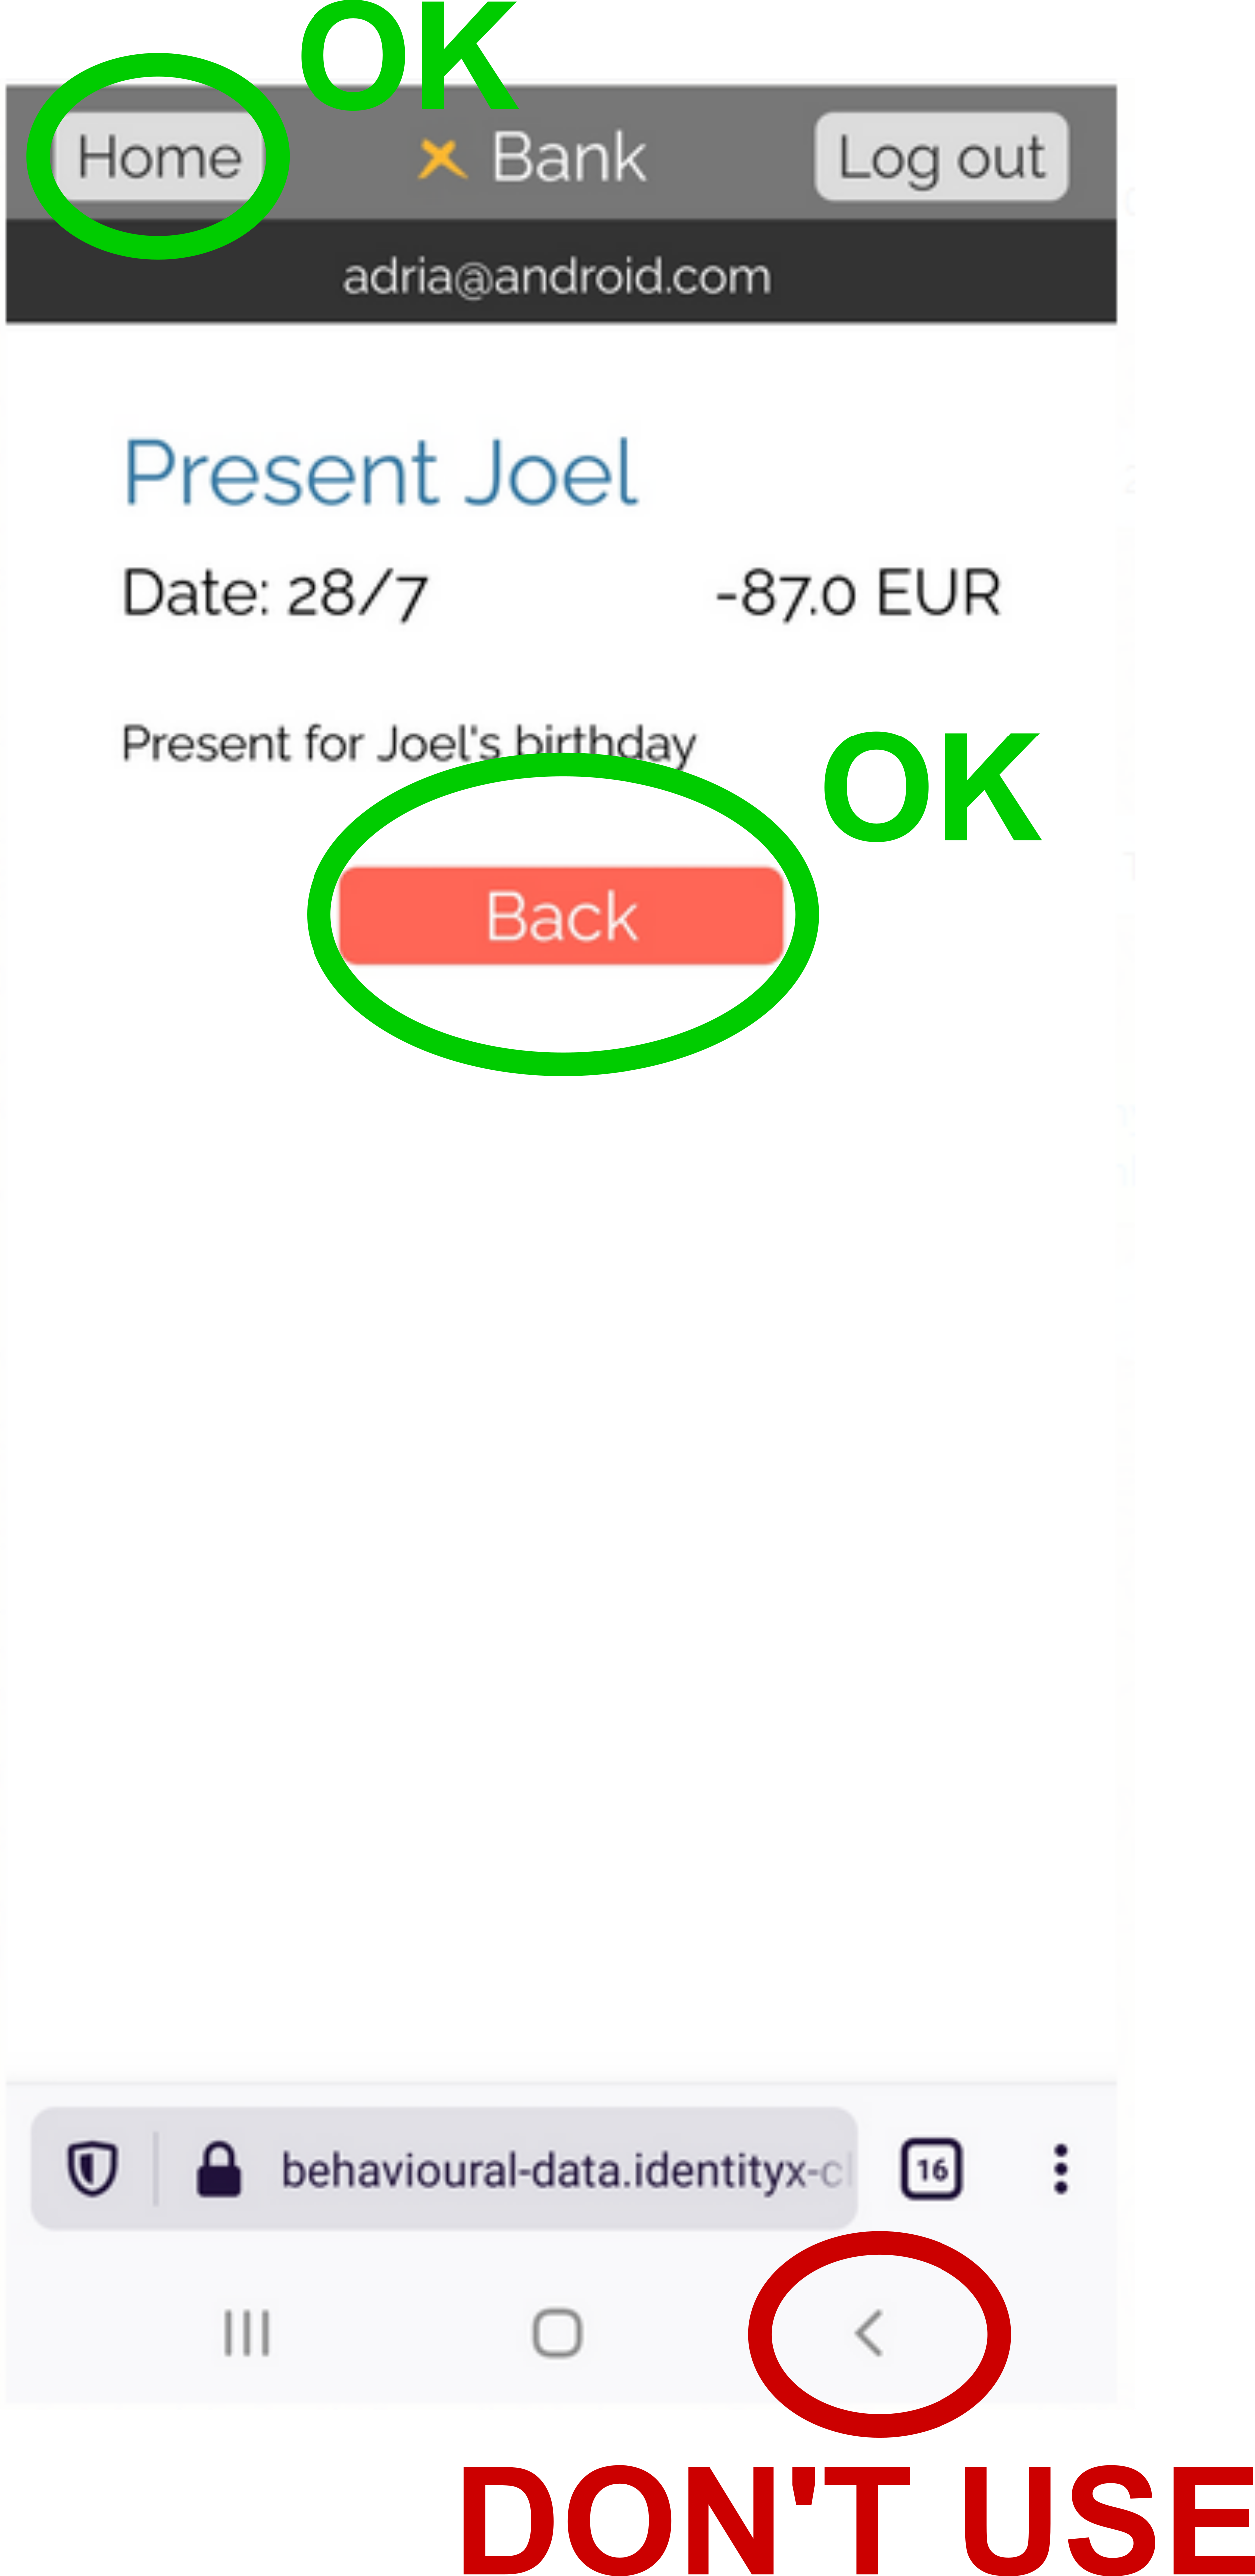 OK
Home
Bank
Log out
adria@android.com
Present Joel
Date: 28/7
-87.0 EUR
Present for Joel's birthday
OK
Back
behavioural-data.identityx-cl
16
DON'T USE